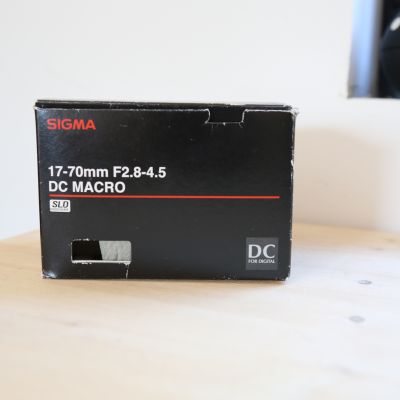 SIGMA
17-70mm F2.8-4.5
DC MACRO
SLD
DC
FOR DIGITAL